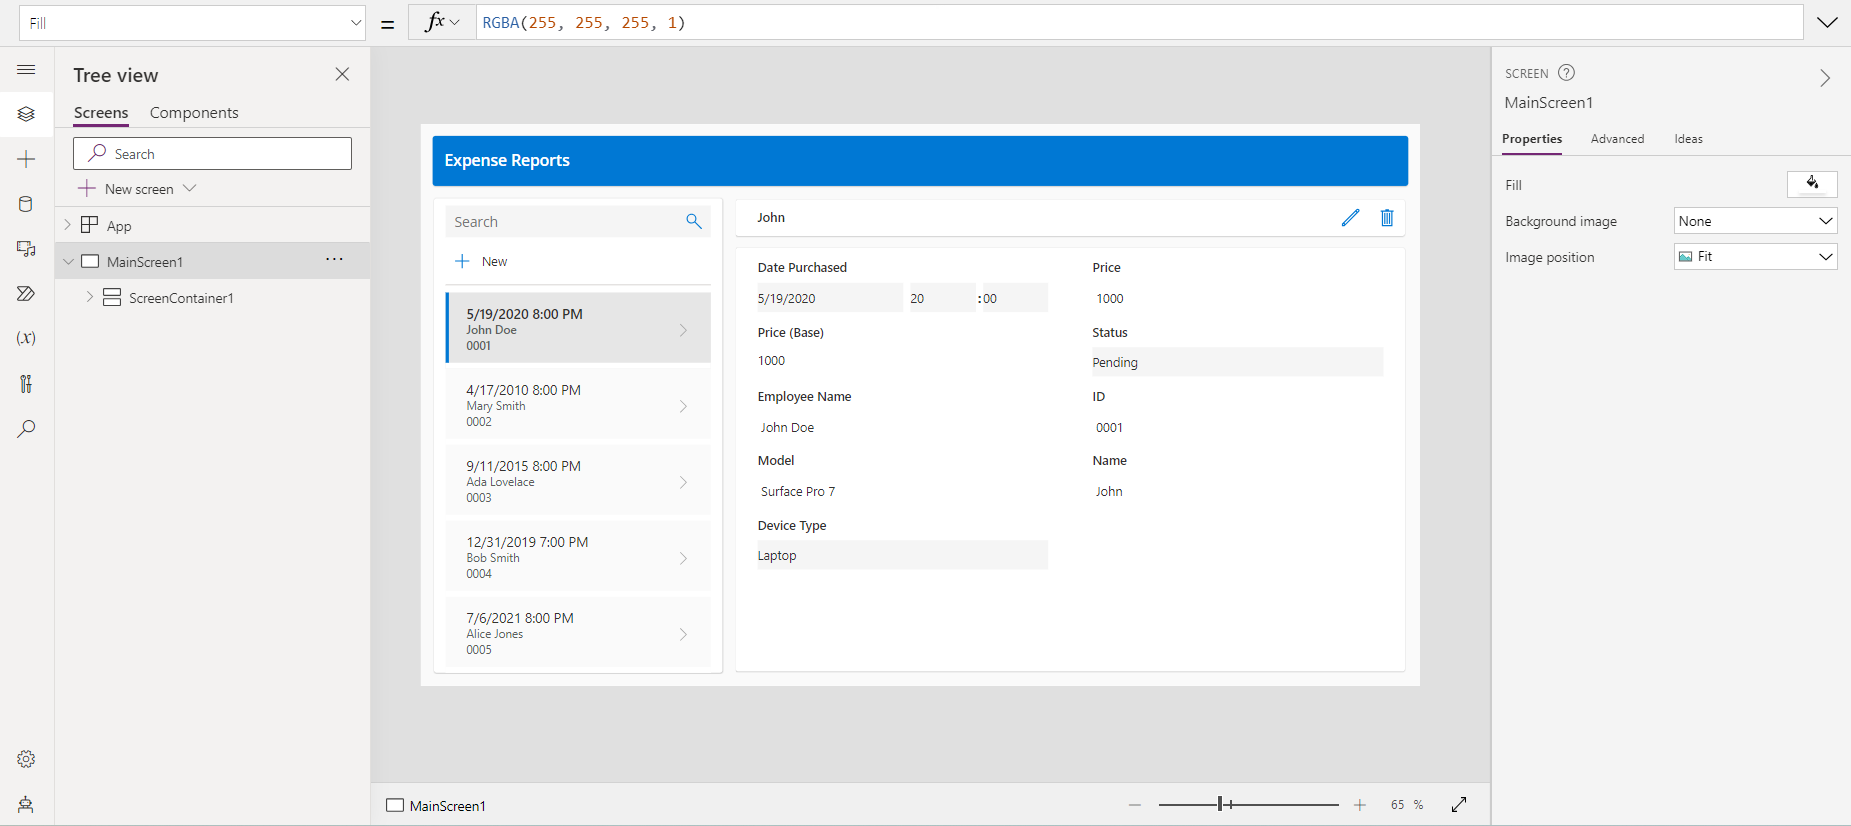 Fill
= fx RGBA(255, 255, 255, 1)
Tree view
Screens Components
Search
New screen
App
MainScreen1 ...
ScreenContainer1
(x)
Expense Reports
Search
New
5/19/2020 8:00 PM
John Doe
0001
4/17/2010 8:00 PM
Mary Smith
0002
9/11/2015 8:00 PM
Ada Lovelace
0003
12/31/2019 7:00 PM
Bob Smith
0004
7/6/2021 8:00 PM
Alice Jones
0005
John
Date Purchased
5/19/2020 20 :00
Price
1000
Price (Base)
1000
Status
Pending
Employee Name
John Doe
ID
0001
Model
Surface Pro 7
Name
John
Device Type
Laptop
MainScreen1
65 %
SCREEN ?
MainScreen1
Properties Advanced Ideas
Fill
Background image None
Image position Fit